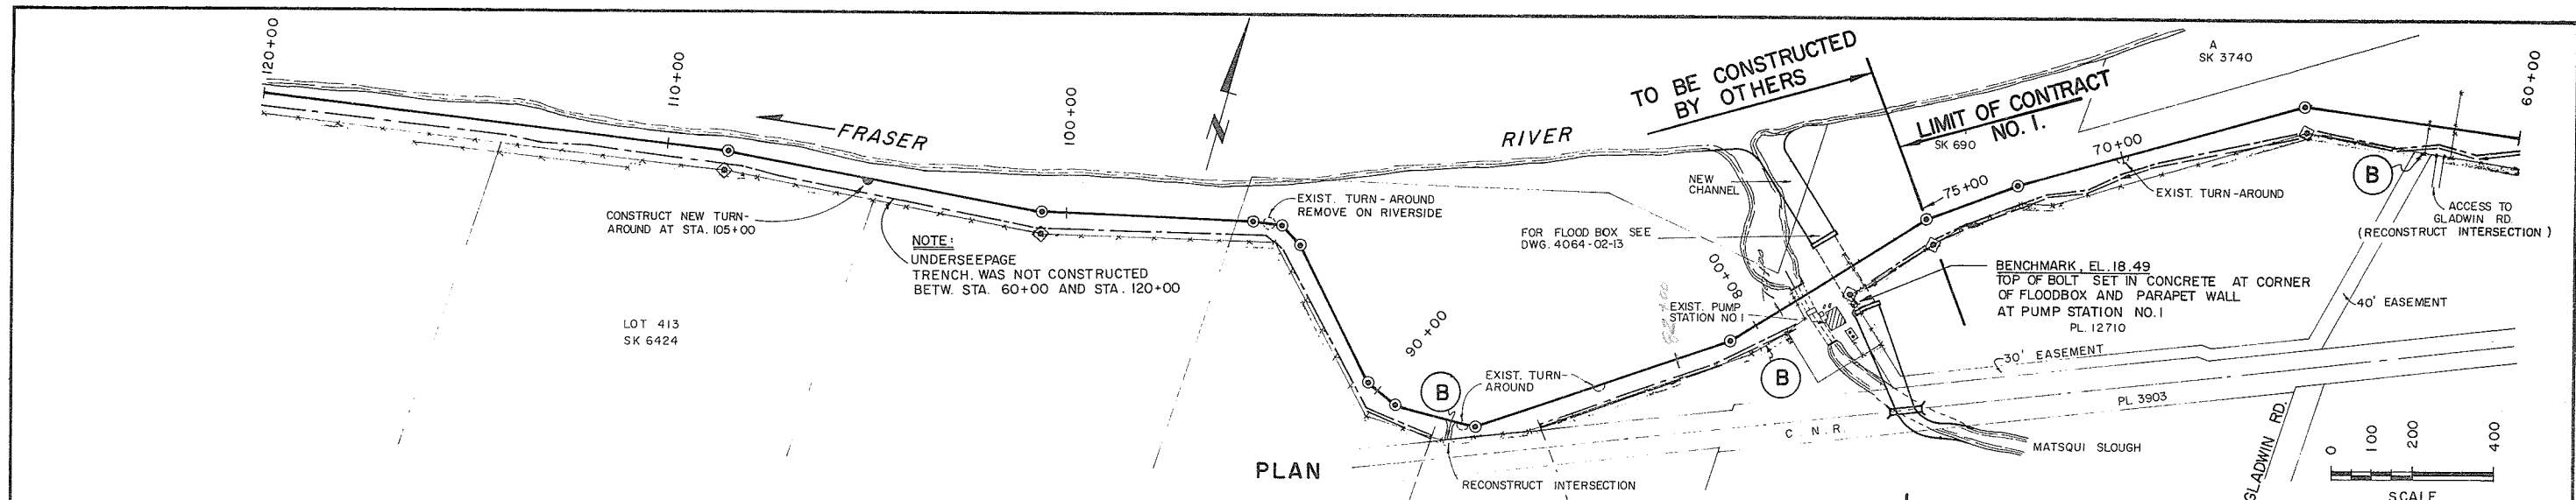 120+00
110+00
100+00
N
FRASER
RIVER
TO BE CONSTRUCTED
BY OTHERS
LIMIT OF CONTRACT
NO. 1.
SK 690
A
SK 3740
60+00
70+00
75+00
EXIST. TURN-AROUND
B
ACCESS TO
GLADWIN RD.
(RECONSTRUCT INTERSECTION)
CONSTRUCT NEW TURN-
AROUND AT STA. 105+00
NOTE:
UNDERSEEPAGE
TRENCH. WAS NOT CONSTRUCTED
BETW. STA. 60+00 AND STA. 120+00
EXIST. TURN-AROUND
REMOVE ON RIVERSIDE
NEW
CHANNEL
FOR FLOOD BOX SEE
DWG. 4064-02-13
80+00
EXIST. PUMP
STATION NO 1
BENCHMARK, EL. 18.49
TOP OF BOLT SET IN CONCRETE AT CORNER
OF FLOODBOX AND PARAPET WALL
AT PUMP STATION NO. 1
PL. 12710
40' EASEMENT
30' EASEMENT
LOT 413
SK 6424
90+00
EXIST. TURN-
AROUND
B
B
PL 3903
C N R
MATSQUI SLOUGH
GLADWIN RD.
PLAN
RECONSTRUCT INTERSECTION
0 100 200 400
SCALE